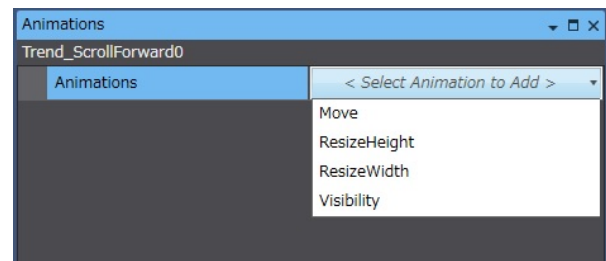 Animations
Trend_ScrollForward0
Animations < Select Animation to Add >
Move
ResizeHeight
ResizeWidth
Visibility